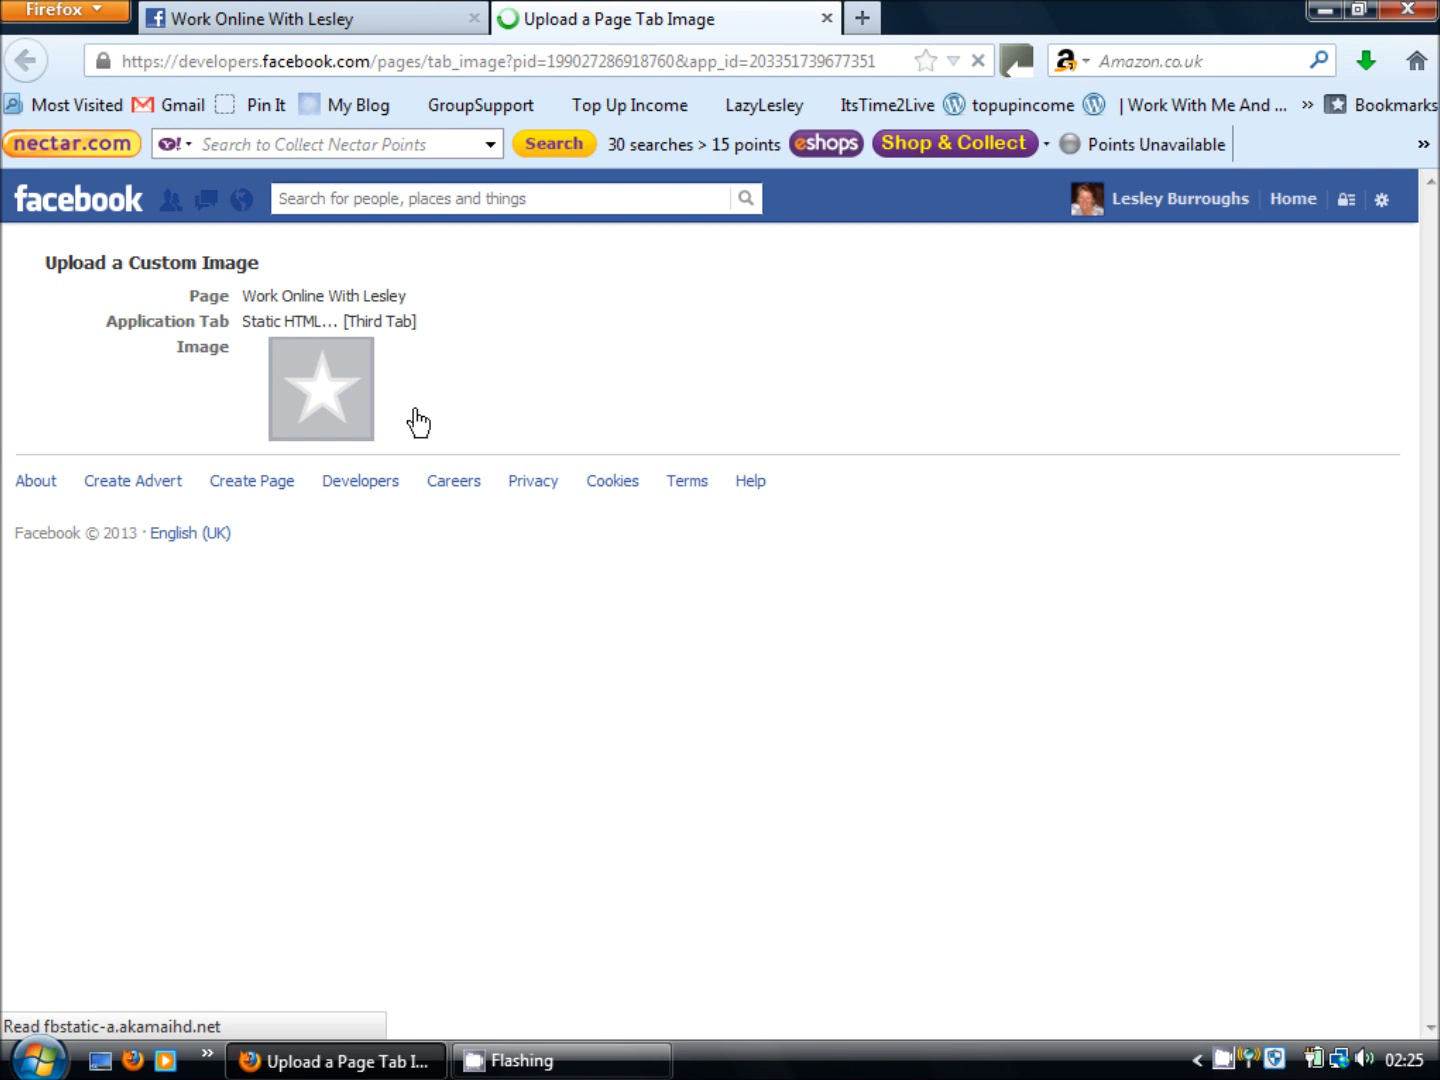 Firefox
Work Online With Lesley
Upload a Page Tab Image
https://developers.facebook.com/pages/tab_image?pid=199027286918760&app_id=203351739677351
Amazon.co.uk
Most Visited Gmail Pin It My Blog GroupSupport Top Up Income LazyLesley ItsTime2Live topupincome | Work With Me And ... » Bookmarks
nectar.com Y! Search to Collect Nectar Points Search 30 searches > 15 points eshops Shop & Collect Points Unavailable »
facebook Search for people, places and things Lesley Burroughs Home
Upload a Custom Image
Page Work Online With Lesley
Application Tab Static HTML... [Third Tab]
Image
About Create Advert Create Page Developers Careers Privacy Cookies Terms Help
Facebook © 2013 · English (UK)
Read fbstatic-a.akamaihd.net
» Upload a Page Tab I... Flashing < 02:25